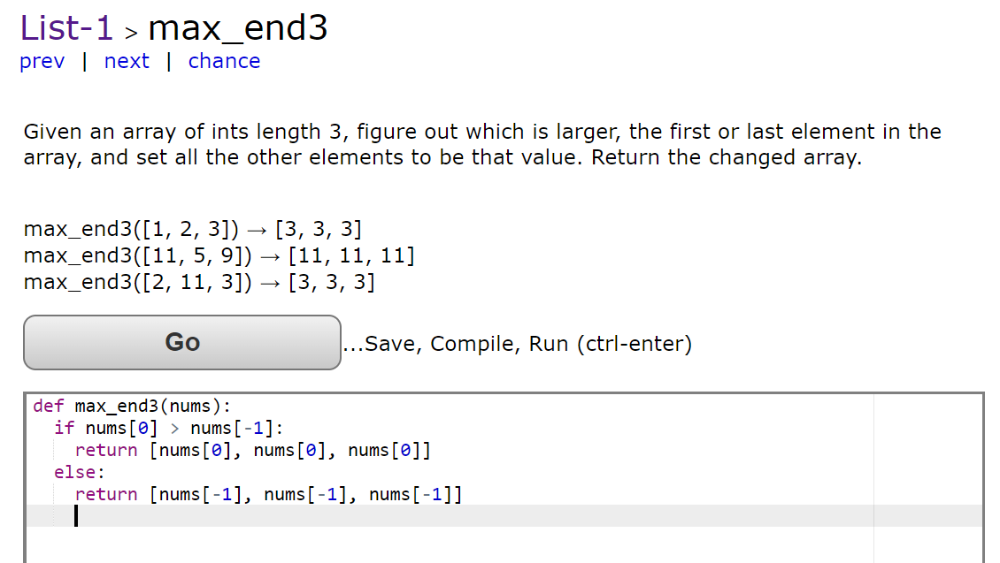 List-1 > max_end3
prev | next | chance
Given an array of ints length 3, figure out which is larger, the first or last element in the
array, and set all the other elements to be that value. Return the changed array.
max_end3([1, 2, 3]) → [3, 3, 3]
max_end3([11, 5, 9]) → [11, 11, 11]
max_end3([2, 11, 3]) → [3, 3, 3]
Go ...Save, Compile, Run (ctrl-enter)
def max_end3(nums):
  if nums[0] > nums[-1]:
    return [nums[0], nums[0], nums[0]]
  else:
    return [nums[-1], nums[-1], nums[-1]]